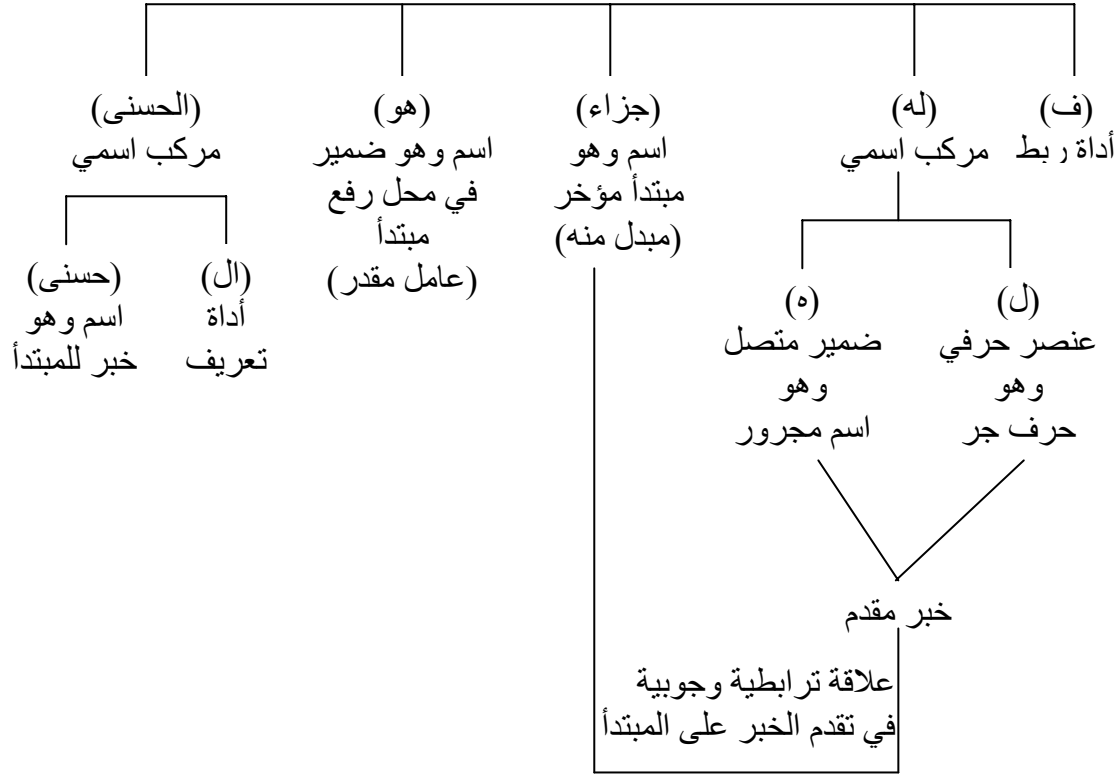 (ف)
أداة ربط
(له)
مركب اسمي
(جزاء)
اسم وهو
مبتدأ مؤخر
(مبدل منه)
(هو)
اسم وهو ضمير
في محل رفع
مبتدأ
(عامل مقدر)
(الحسنى)
مركب اسمي
(ل)
عنصر حرفي
وهو
حرف جر
(ه)
ضمير متصل
وهو
اسم مجرور
(ال)
أداة
تعريف
(حسنى)
اسم وهو
خبر للمبتدأ
خبر مقدم
علاقة ترابطية وجوبية
في تقدم الخبر على المبتدأ